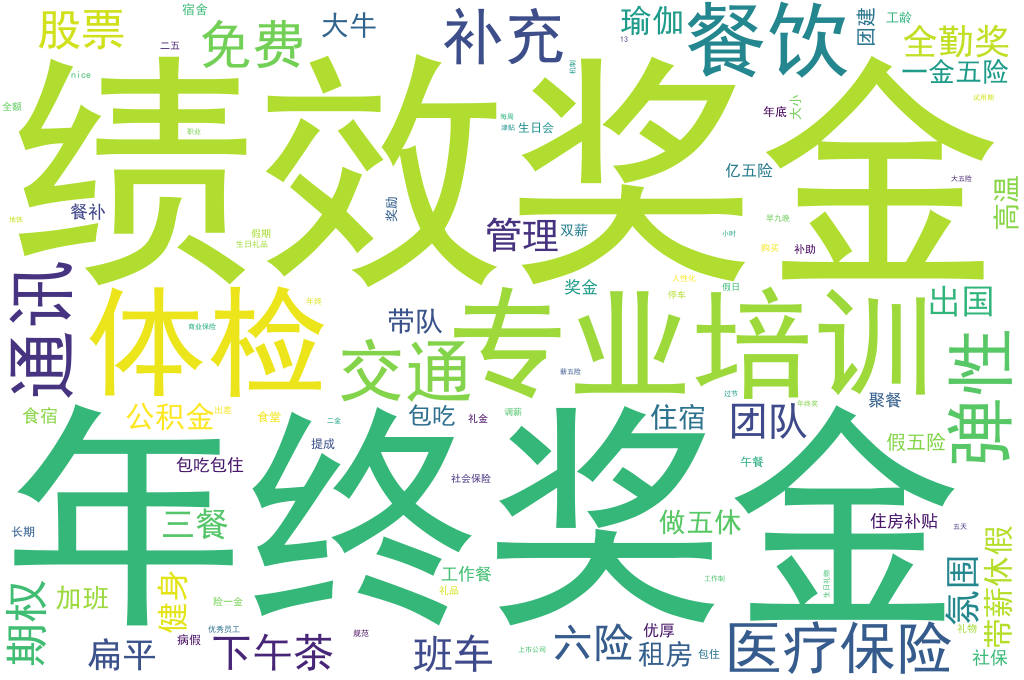 宿舍
股票
二五
免费
大牛
补充
瑜伽
13
餐饮
团建
工龄
全勤奖
一金五险
nice
绩效奖金
机制
全额
职业
每周
津贴
生日会
年底
大小
试用期
亿五险
大五险
高温
餐补
奖励
地铁
假期
生日礼品
管理
双薪
早九晚
小时
购买
补助
通讯
体检
年终
商业保险
带队
奖金
人性化
停车
假日
出国
交通
专业培训
弹性
薪五险
过节
年终奖
食宿
公积金
出差
食堂
二金
包吃
礼金
调薪
住宿
团队
聚餐
假五险
年终奖金
提成
包吃包住
社会保险
午餐
长期
三餐
做五休
住房补贴
五天
带薪休假
期权
加班
健身
险一金
工作餐
礼品
工作制
生日礼物
氛围
优秀员工
扁平
病假
下午茶
规范
班车
上市公司
六险
优厚
租房
包住
医疗保险
礼物
社保